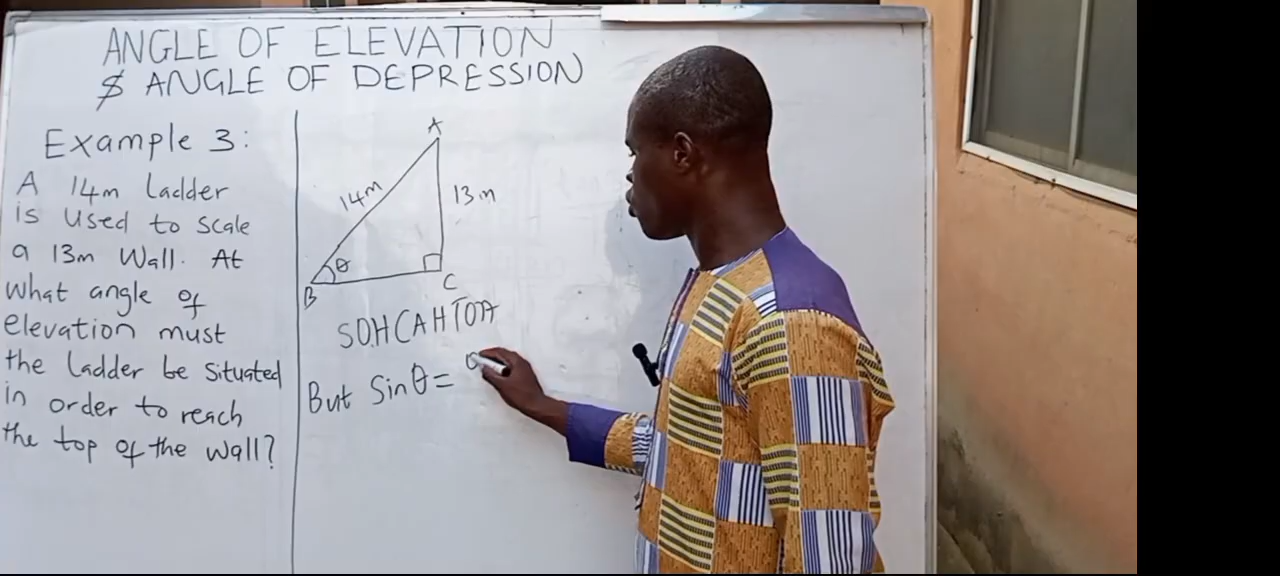 ANGLE OF ELEVATION
$ ANGLE OF DEPRESSION
Example 3:
A 14m Ladder
is used to scale
a 13m Wall. At
what angle of
elevation must
the ladder be situated
in order to reach
the top of the wall?
A
14m
13m
θ
B
C
SOHCAHTOA
But Sinθ=